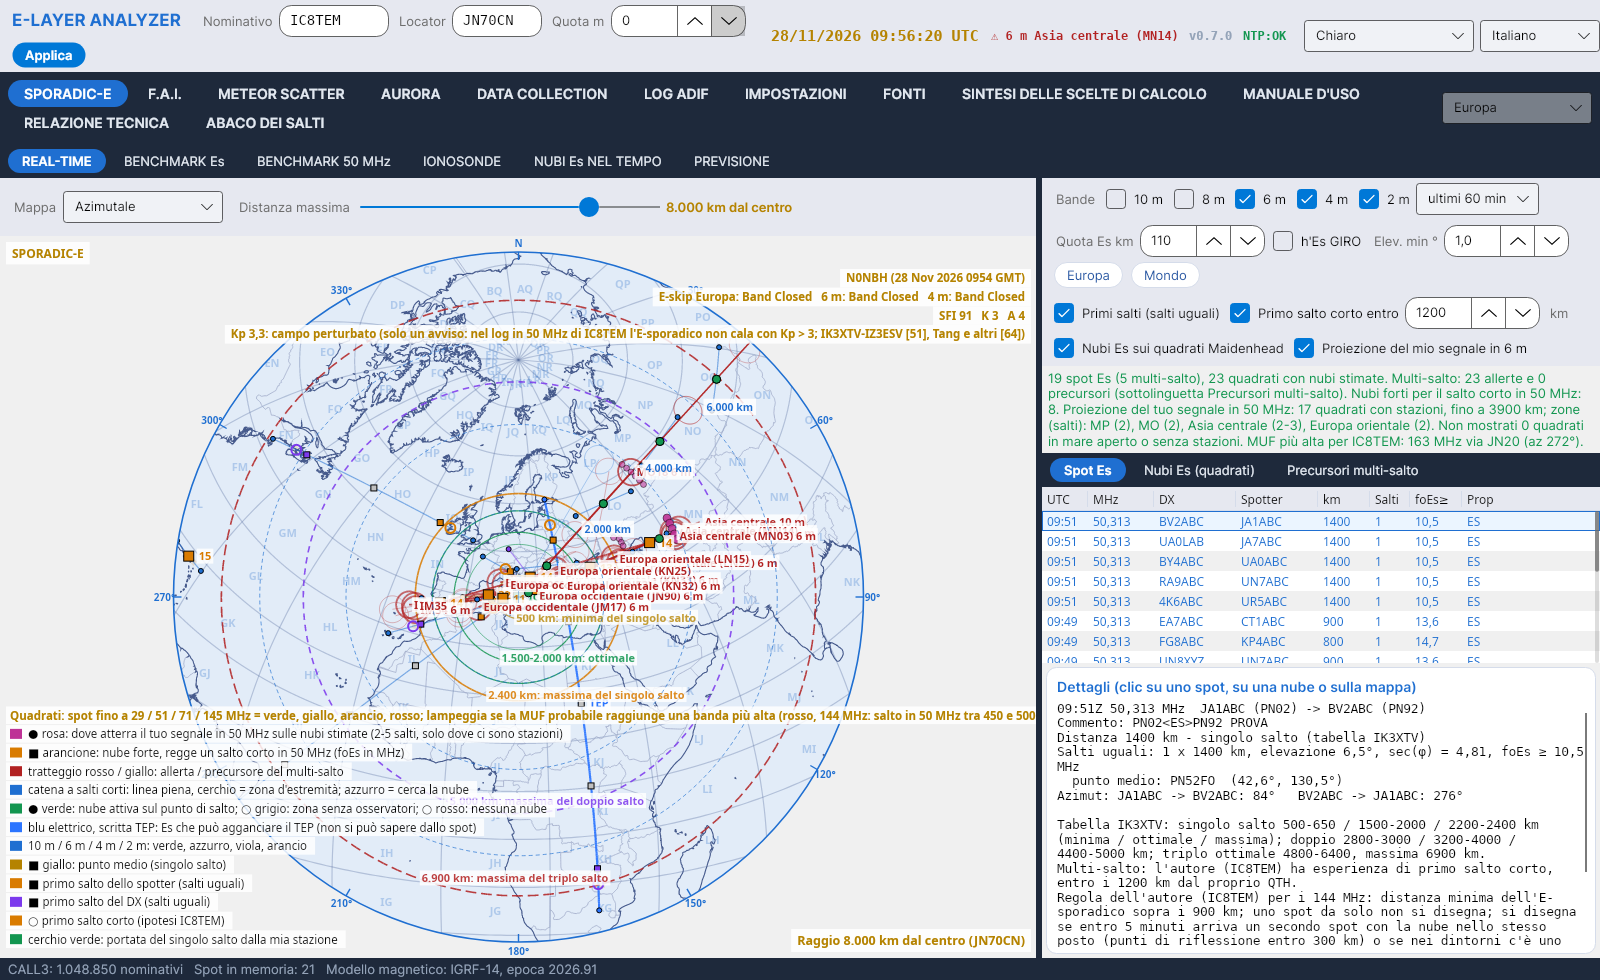 E-LAYER ANALYZER
Nominativo IC8TEM Locator JN70CN Quota m 0
Applica
28/11/2026 09:56:20 UTC ⚠ 6 m Asia centrale (MN14) v0.7.0 NTP:OK
Chiaro Italiano
SPORADIC-E F.A.I. METEOR SCATTER AURORA DATA COLLECTION LOG ADIF IMPOSTAZIONI FONTI SINTESI DELLE SCELTE DI CALCOLO MANUALE D'USO
RELAZIONE TECNICA ABACO DEI SALTI
Europa
REAL-TIME BENCHMARK Es BENCHMARK 50 MHz IONOSONDE NUBI Es NEL TEMPO PREVISIONE
Mappa Azimutale Distanza massima 8.000 km dal centro
SPORADIC-E
N
N0NBH (28 Nov 2026 0954 GMT)
E-skip Europa: Band Closed 6 m: Band Closed 4 m: Band Closed
SFI 91 K 3 A 4
Kp 3,3: campo perturbato (solo un avviso: nel log in 50 MHz di IC8TEM l'E-sporadico non cala con Kp > 3; IK3XTV-IZ3ESV [51], Tang e altri [64])
330°
300°
60°
6.000 km
4.000 km
2.000 km
Asia centrale 10 m
Asia centrale (MN03) 6 m
14
15
Europa orientale (LN15)
6 m
Europa orientale (KN25)
Europa orientale (KN32) 6 m
Europa occidentale (JN90) 6 m
IM35 6 m
Europa occidentale (JM17) 6 m
500 km: minima del singolo salto
270°
90°
1.500-2.000 km: ottimale
2.400 km: massima del singolo salto
TEP
Quadrati: spot fino a 29 / 51 / 71 / 145 MHz = verde, giallo, arancio, rosso; lampeggia se la MUF probabile raggiunge una banda più alta (rosso, 144 MHz: salto in 50 MHz tra 450 e 500
● rosa: dove atterra il tuo segnale in 50 MHz sulle nubi stimate (2-5 salti, solo dove ci sono stazioni)
■ arancione: nube forte, regge un salto corto in 50 MHz (foEs in MHz)
tratteggio rosso / giallo: allerta / precursore del multi-salto
catena a salti corti: linea piena, cerchio = zona d'estremità; azzurro = cerca la nube
massima del doppio salto
● verde: nube attiva sul punto di salto; ○ grigio: zona senza osservatori; ○ rosso: nessuna nube
blu elettrico, scritta TEP: Es che può agganciare il TEP (non si può sapere dallo spot)
10 m / 6 m / 4 m / 2 m: verde, azzurro, viola, arancio
■ giallo: punto medio (singolo salto)
■ primo salto dello spotter (salti uguali)
■ primo salto del DX (salti uguali)
○ primo salto corto (ipotesi IC8TEM)
cerchio verde: portata del singolo salto dalla mia stazione
6.900 km: massima del triplo salto
120°
150°
180°
210°
Raggio 8.000 km dal centro (JN70CN)
Bande 10 m 8 m 6 m 4 m 2 m ultimi 60 min
Quota Es km 110 h'Es GIRO Elev. min ° 1,0
Europa Mondo
Primi salti (salti uguali) Primo salto corto entro 1200 km
Nubi Es sui quadrati Maidenhead Proiezione del mio segnale in 6 m
19 spot Es (5 multi-salto), 23 quadrati con nubi stimate. Multi-salto: 23 allerte e 0
precursori (sottolinguetta Precursori multi-salto). Nubi forti per il salto corto in 50 MHz:
8. Proiezione del tuo segnale in 50 MHz: 17 quadrati con stazioni, fino a 3900 km; zone
(salti): MP (2), MO (2), Asia centrale (2-3), Europa orientale (2). Non mostrati 0 quadrati
in mare aperto o senza stazioni. MUF più alta per IC8TEM: 163 MHz via JN20 (az 272°).
Spot Es Nubi Es (quadrati) Precursori multi-salto
UTC MHz DX Spotter km Salti foEs≥ Prop
09:51 50,313 BV2ABC JA1ABC 1400 1 10,5 ES
09:51 50,313 UA0LAB JA7ABC 1400 1 10,5 ES
09:51 50,313 BY4ABC UA0ABC 1400 1 10,5 ES
09:51 50,313 RA9ABC UN7ABC 1400 1 10,5 ES
09:51 50,313 4K6ABC UR5ABC 1400 1 10,5 ES
09:49 50,313 EA7ABC CT1ABC 900 1 13,6 ES
09:49 50,313 FG8ABC KP4ABC 800 1 14,7 ES
09:49 50,313 UN8XYZ UN7ABC 900 1 13,6 ES
Dettagli (clic su uno spot, su una nube o sulla mappa)
09:51Z 50,313 MHz JA1ABC (PN02) -> BV2ABC (PN92)
Commento: PN02<ES>PN92 PROVA
Distanza 1400 km - singolo salto (tabella IK3XTV)
Salti uguali: 1 x 1400 km, elevazione 6,5°, sec(φ) = 4,81, foEs ≥ 10,5
MHz
punto medio: PN52FO (42,6°, 130,5°)
Azimut: JA1ABC -> BV2ABC: 84° BV2ABC -> JA1ABC: 276°
Tabella IK3XTV: singolo salto 500-650 / 1500-2000 / 2200-2400 km
(minima / ottimale / massima); doppio 2800-3000 / 3200-4000 /
4400-5000 km; triplo ottimale 4800-6400, massima 6900 km.
Multi-salto: l'autore (IC8TEM) ha esperienza di primo salto corto,
entro i 1200 km dal proprio QTH.
Regola dell'autore (IC8TEM) per i 144 MHz: distanza minima dell'E-
sporadico sopra i 900 km; uno spot da solo non si disegna; si disegna
se entro 5 minuti arriva un secondo spot con la nube nello stesso
posto (punti di riflessione entro 300 km) o se nei dintorni c'è uno
CALL3: 1.048.850 nominativi Spot in memoria: 21 Modello magnetico: IGRF-14, epoca 2026.91